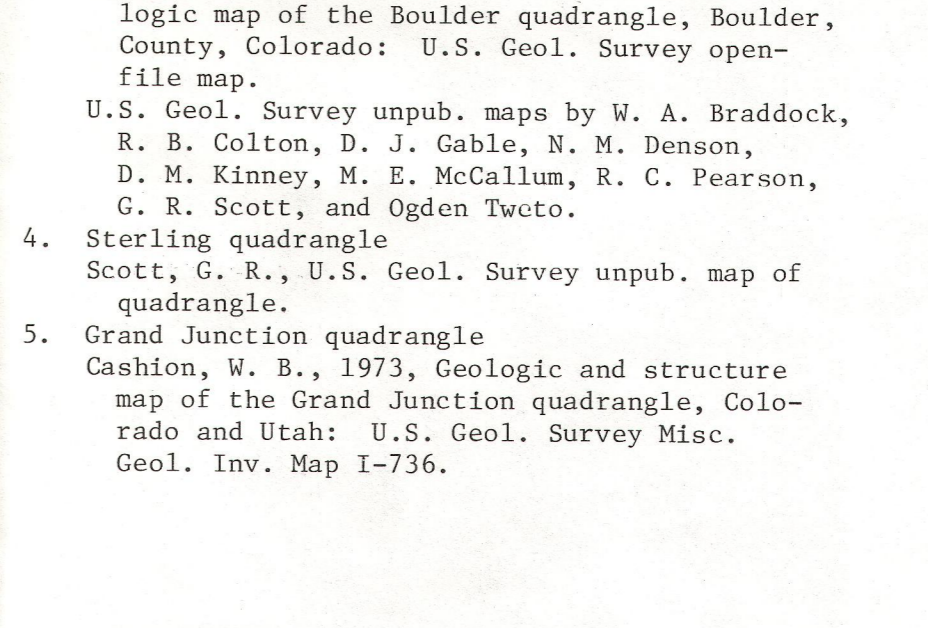 logic map of the Boulder quadrangle, Boulder,
County, Colorado: U.S. Geol. Survey open-
file map.
U.S. Geol. Survey unpub. maps by W. A. Braddock,
R. B. Colton, D. J. Gable, N. M. Denson,
D. M. Kinney, M. E. McCallum, R. C. Pearson,
G. R. Scott, and Ogden Tweto.
4. Sterling quadrangle
Scott, G. R., U.S. Geol. Survey unpub. map of
quadrangle.
5. Grand Junction quadrangle
Cashion, W. B., 1973, Geologic and structure
map of the Grand Junction quadrangle, Colo-
rado and Utah: U.S. Geol. Survey Misc.
Geol. Inv. Map I-736.